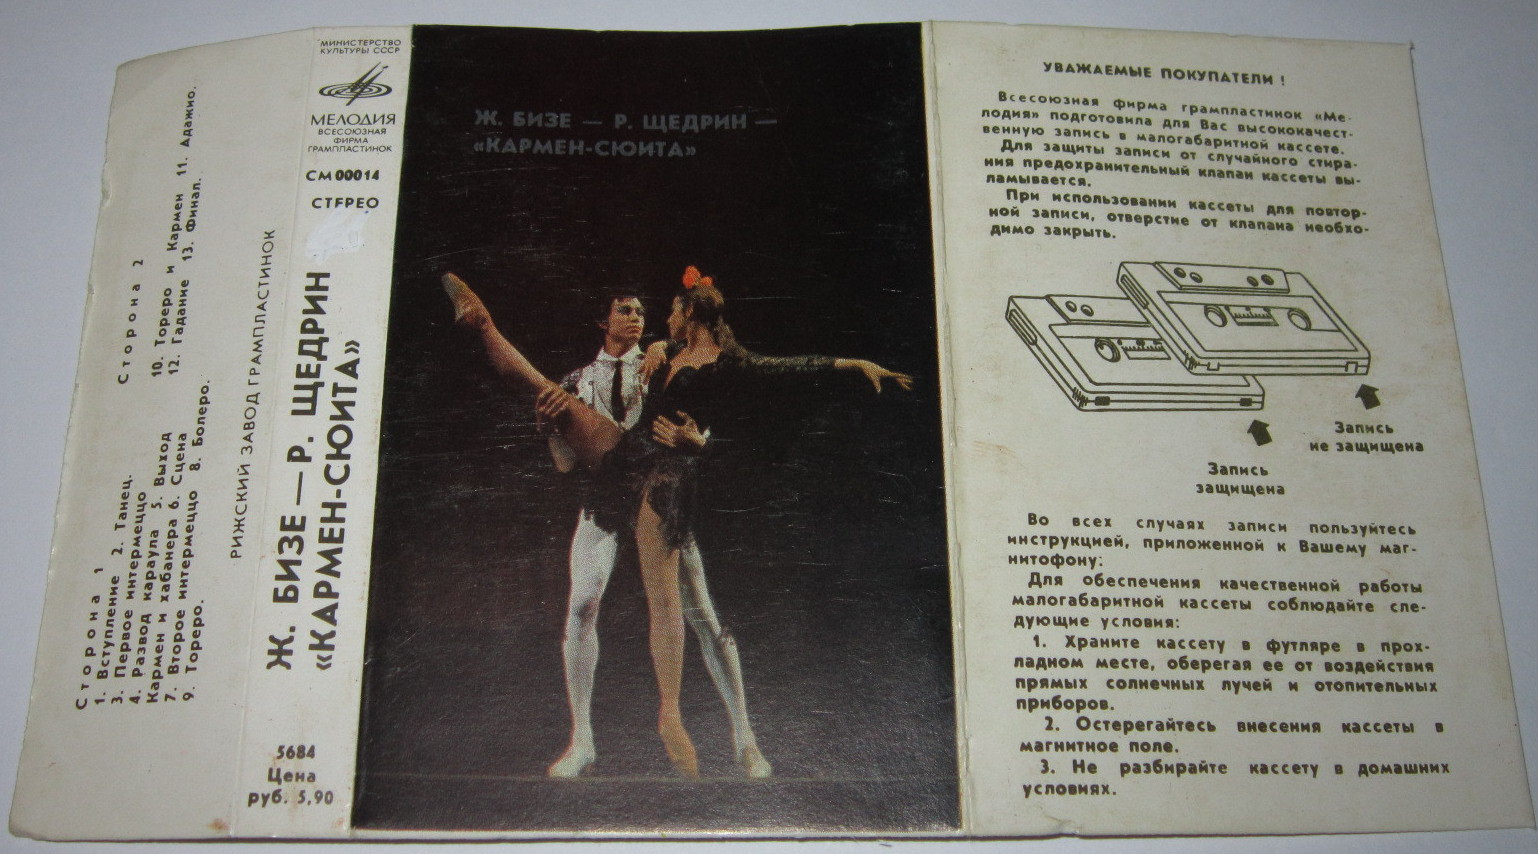 Сторона 1
1. Вступление 2. Танец.
3. Первое интермеццо
4. Развод караула 5. Выход
Кармен и хабанера 6. Сцена
7. Второе интермеццо 8. Болеро.
9. Тореро.
Сторона 2
10. Тореро и Кармен 11. Адажио.
12. Гадание 13. Финал.
РИЖСКИЙ ЗАВОД ГРАМПЛАСТИНОК
МИНИСТЕРСТВО
КУЛЬТУРЫ СССР
МЕЛОДИЯ
ВСЕСОЮЗНАЯ
ФИРМА
ГРАМПЛАСТИНОК
СМ 00014
СТЕРЕО
Ж. БИЗЕ — Р. ЩЕДРИН
«КАРМЕН-СЮИТА»
5684
Цена
руб. 5,90
Ж. БИЗЕ — Р. ЩЕДРИН —
«КАРМЕН-СЮИТА»
УВАЖАЕМЫЕ ПОКУПАТЕЛИ!
Всесоюзная фирма грампластинок «Ме-
лодия» подготовила для Вас высококачест-
венную запись в малогабаритной кассете.
Для защиты записи от случайного стира-
ния предохранительный клапан кассеты вы-
ламывается.
При использовании кассеты для повтор-
ной записи, отверстие от клапана необхо-
димо закрыть.
Запись
не защищена
Запись
защищена
Во всех случаях записи пользуйтесь
инструкцией, приложенной к Вашему маг-
нитофону:
Для обеспечения качественной работы
малогабаритной кассеты соблюдайте сле-
дующие условия:
1. Храните кассету в футляре в прох-
ладном месте, оберегая ее от воздействия
прямых солнечных лучей и отопительных
приборов.
2. Остерегайтесь внесения кассеты в
магнитное поле.
3. Не разбирайте кассету в домашних
условиях.